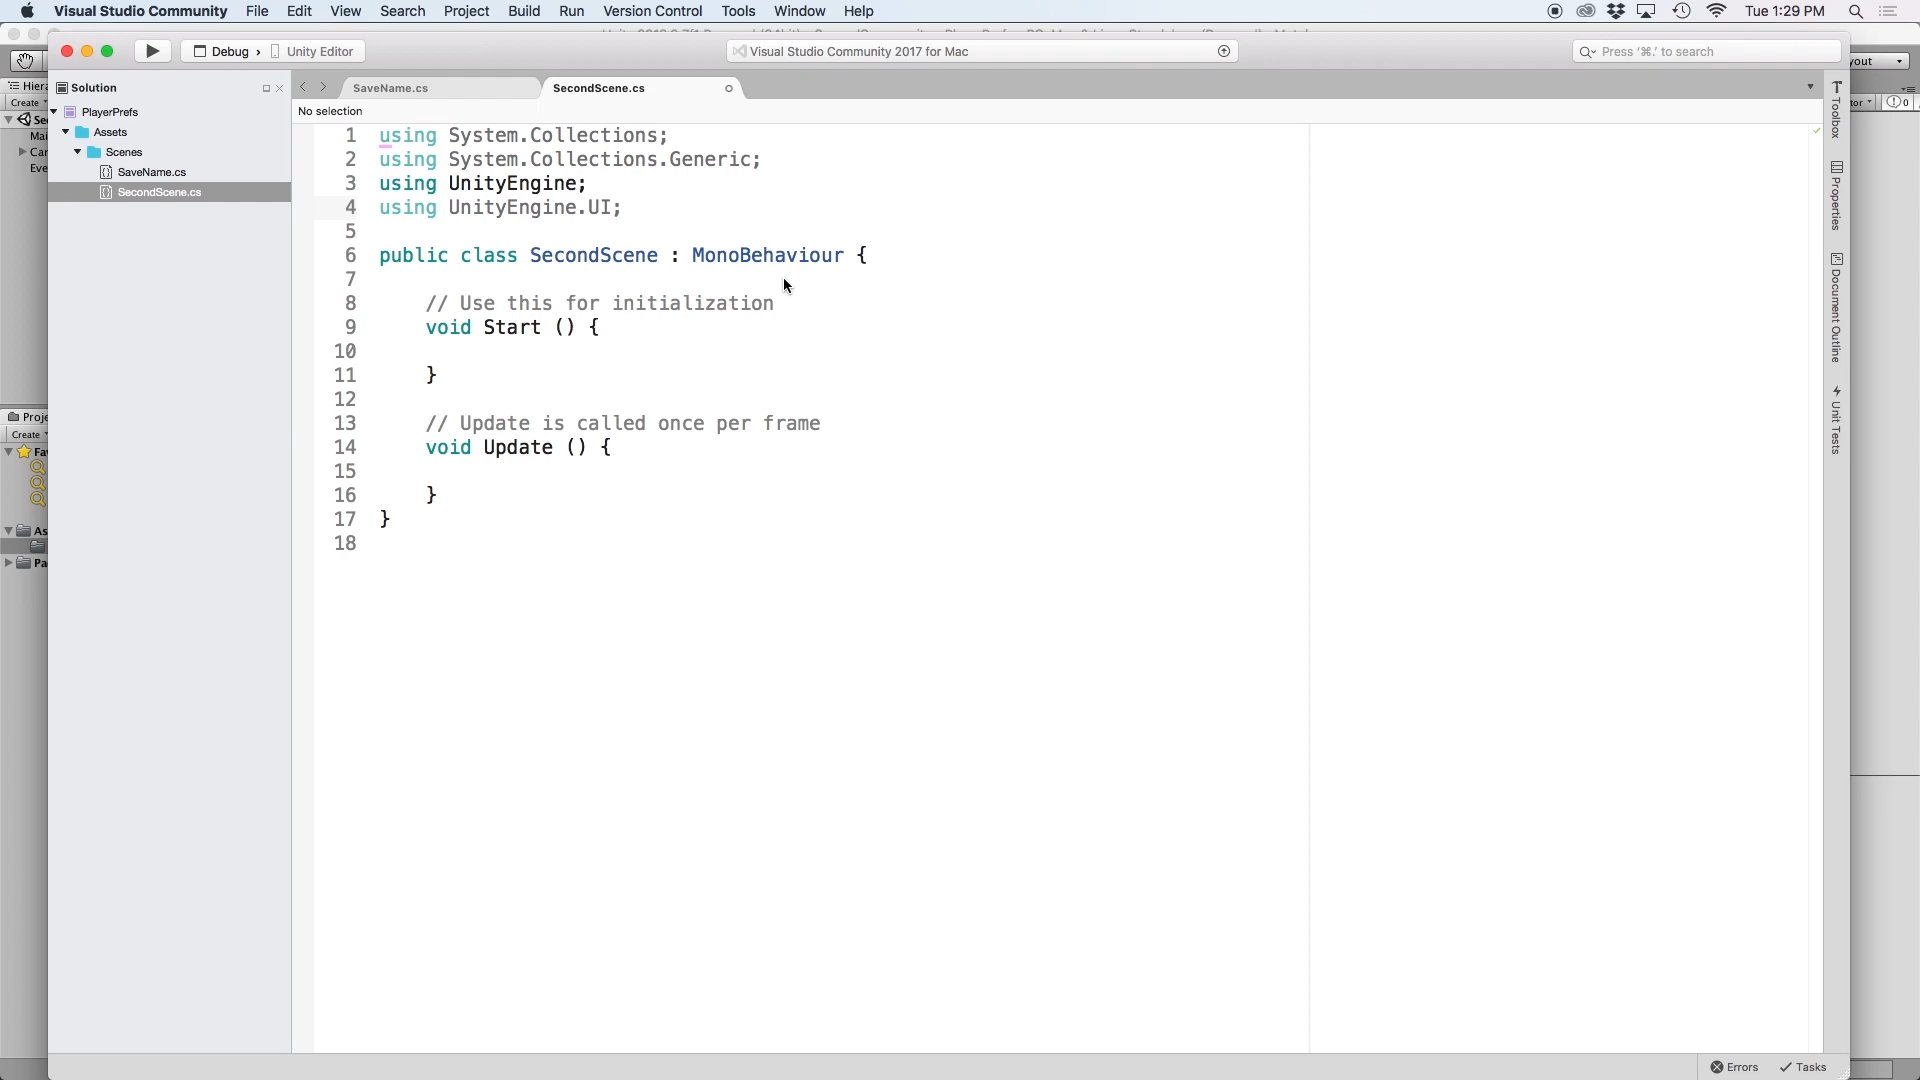 Visual Studio Community File Edit View Search Project Build Run Version Control Tools Window Help Tue 1:29 PM
Debug › Unity Editor
Visual Studio Community 2017 for Mac
Press '⌘.' to search
Solution
PlayerPrefs
Assets
Scenes
SaveName.cs
SecondScene.cs
SaveName.cs SecondScene.cs
No selection
1 using System.Collections;
2 using System.Collections.Generic;
3 using UnityEngine;
4 using UnityEngine.UI;
5
6 public class SecondScene : MonoBehaviour {
7
8 // Use this for initialization
9 void Start () {
10
11 }
12
13 // Update is called once per frame
14 void Update () {
15
16 }
17 }
18
Toolbox
Properties
Document Outline
Unit Tests
Errors Tasks
Create
Create